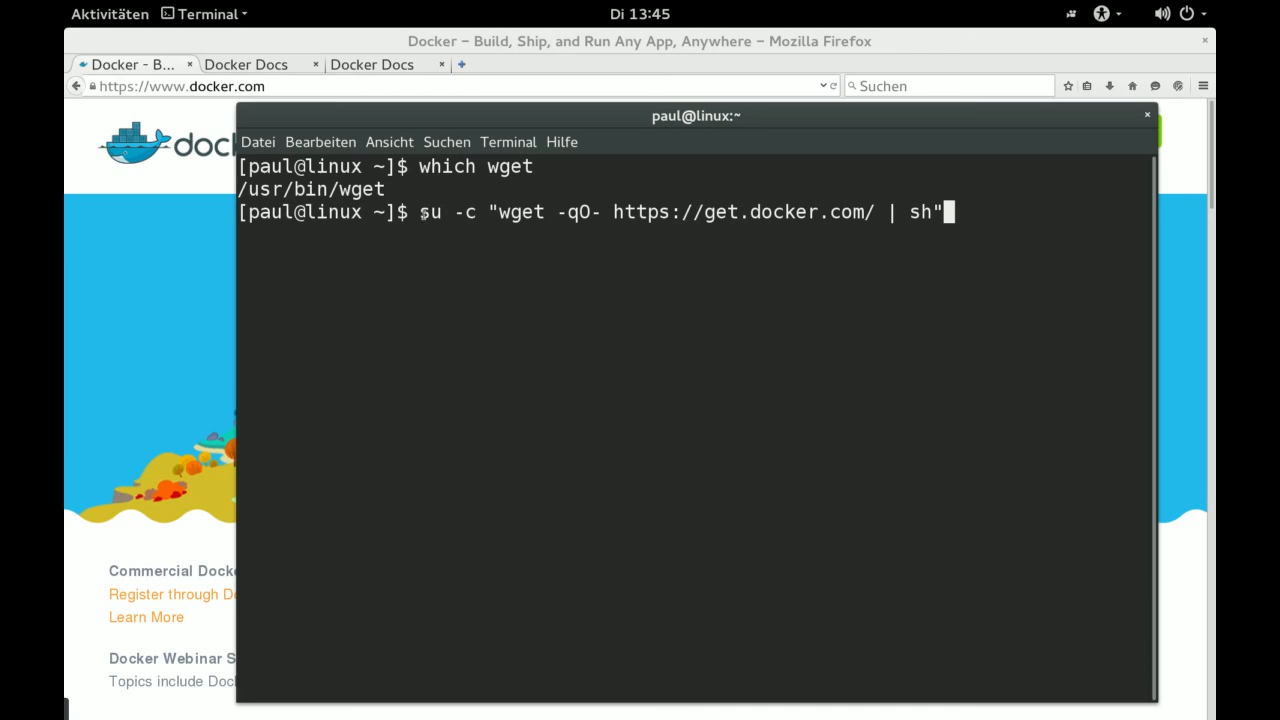 Aktivitäten Terminal Di 13:45
Docker – Build, Ship, and Run Any App, Anywhere – Mozilla Firefox ×
Docker - B... × Docker Docs × Docker Docs ×
https://www.docker.com Suchen
paul@linux:~ ×
Datei Bearbeiten Ansicht Suchen Terminal Hilfe
[paul@linux ~]$ which wget
/usr/bin/wget
[paul@linux ~]$ su -c "wget -qO- https://get.docker.com/ | sh"
doc
Commercial Docke
Register through D
Learn More
Docker Webinar S
Topics include Doc